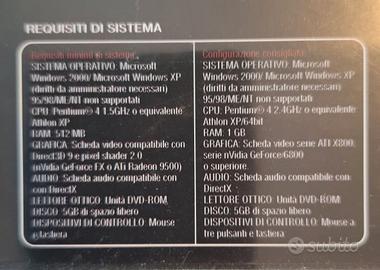 REQUISITI DI SISTEMA
Requisiti minimi di sistema:
SISTEMA OPERATIVO: Microsoft
Windows 2000/ Microsoft Windows XP
(diritti da amministratore necessari)
95/98/ME/NT non supportati
CPU: Pentium® 4 1.5GHz o equivalente
Athlon XP
RAM: 512 MB
GRAFICA: Scheda video compatibile con
Direct3D 9 e pixel shader 2.0
(nVidia GeForce FX o ATi Radeon 9500)
AUDIO: Scheda audio compatibile con
con DirectX
LETTORE OTTICO: Unità DVD-ROM
DISCO: 5GB di spazio libero
DISPOSITIVI DI CONTROLLO: Mouse
e tastiera
Configurazione consigliata:
SISTEMA OPERATIVO: Microsoft
Windows 2000/ Microsoft Windows XP
(diritti da amministratore necessari)
95/98/ME/NT non supportati
CPU: Pentium® 4 2.4GHz o equivalente
Athlon XP/64bit
RAM: 1 GB
GRAFICA: Scheda video serie ATI X800,
serie nVidia GeForce/6800
o superiore.
AUDIO: Scheda audio compatibile con
DirectX
LETTORE OTTICO: Unità DVD-ROM
DISCO: 5GB di spazio libero
DISPOSITIVI DI CONTROLLO: Mouse a
tre pulsanti e tastiera
subito